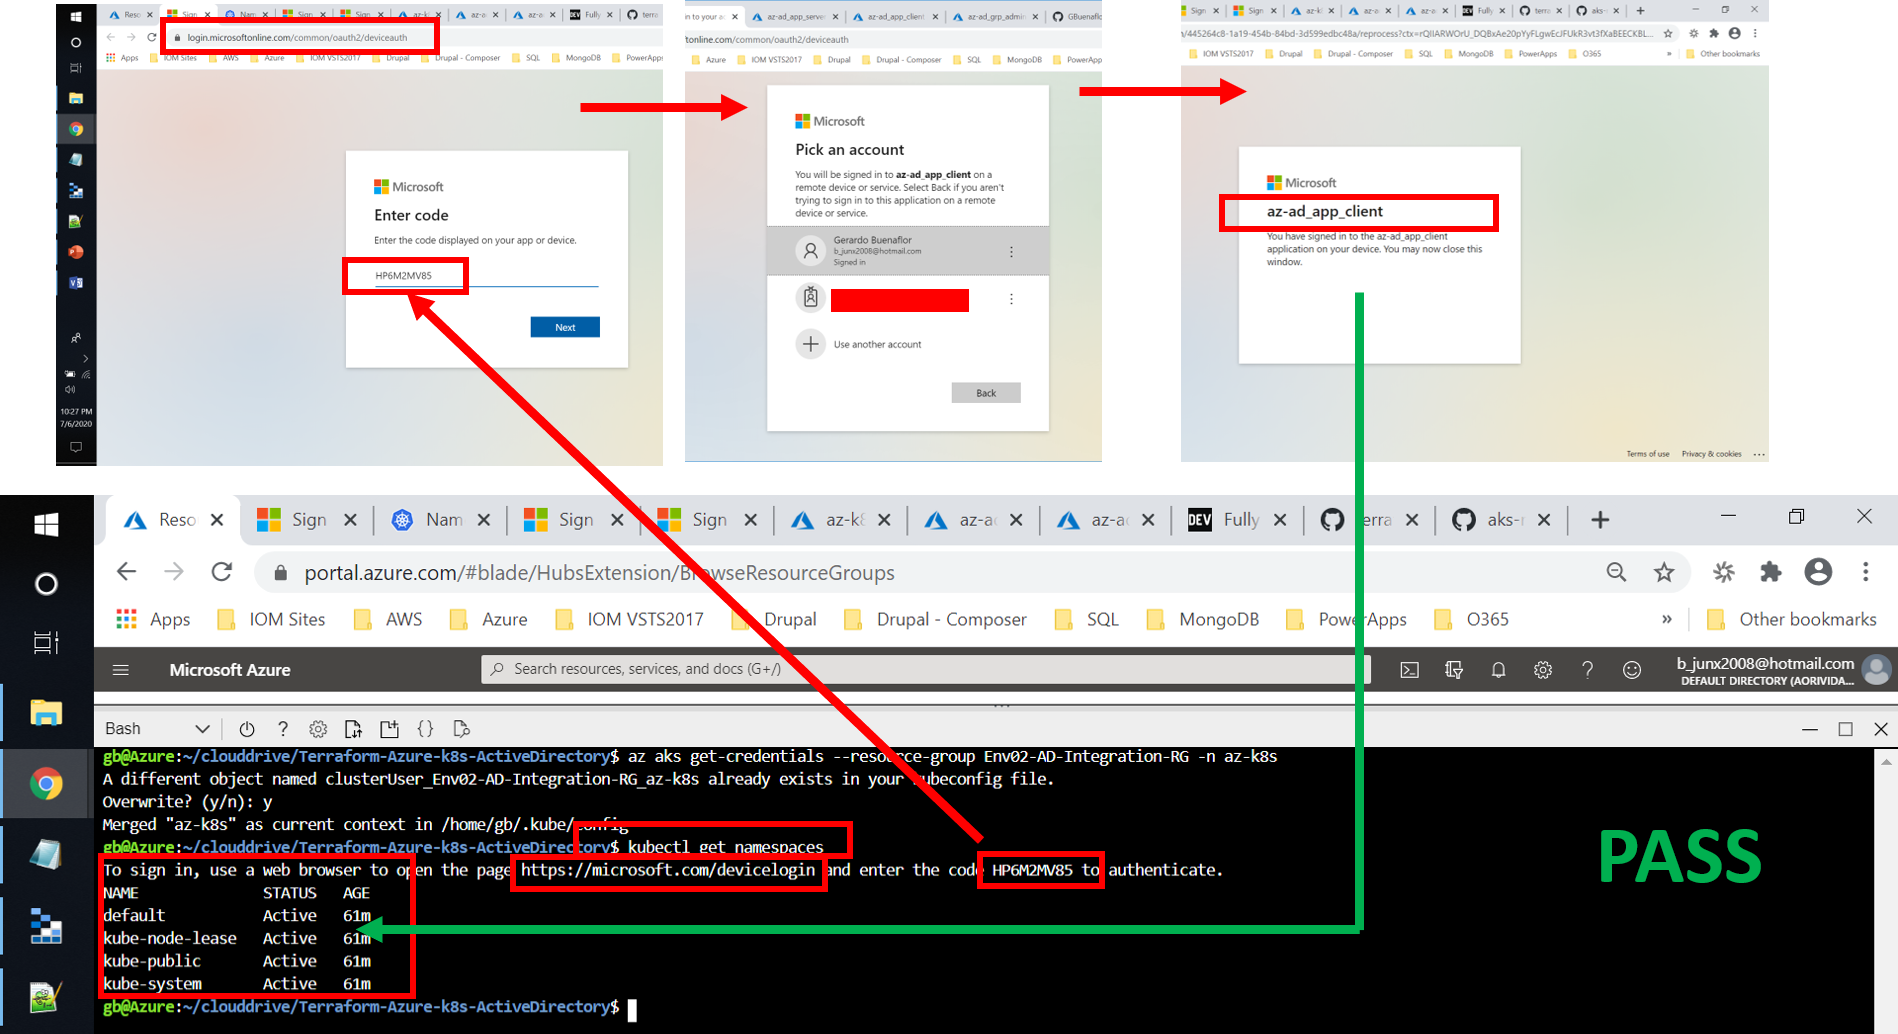 Reso
Sign
Nam
Sign
Sign
az-k
az-a
az-a
Fully
terra
login.microsoftonline.com/common/oauth2/deviceauth
Apps
IOM Sites
AWS
Azure
IOM VSTS2017
Drupal
Drupal - Composer
SQL
MongoDB
PowerApps
Microsoft
Enter code
Enter the code displayed on your app or device.
HP6M2MV85
Next
10:27 PM
7/6/2020
in to your ac
az-ad_app_server
az-ad_app_client
az-ad_grp_admin
GBuenaflo
tonline.com/common/oauth2/deviceauth
Azure
IOM VSTS2017
Drupal
Drupal - Composer
SQL
MongoDB
PowerApp
Microsoft
Pick an account
You will be signed in to az-ad_app_client on a
remote device or service. Select Back if you aren't
trying to sign in to this application on a remote
device or service.
Gerardo Buenaflor
b_junx2008@hotmail.com
Signed in
Use another account
Back
Sign
Sign
az-k
az-a
az-a
DEV Fully
terra
aks-
IOM VSTS2017
Drupal
Drupal - Composer
SQL
MongoDB
PowerApps
O365
» Other bookmarks
Microsoft
az-ad_app_client
You have signed in to the az-ad_app_client
application on your device. You may now close this
window.
Terms of use Privacy & cookies ...
Reso
Sign
Nam
Sign
Sign
az-k8
az-ad
az-ad
DEV Fully
erra
aks-r
portal.azure.com/#blade/HubsExtension/BrowseResourceGroups
Apps
IOM Sites
AWS
Azure
IOM VSTS2017
Drupal
Drupal - Composer
SQL
MongoDB
PowerApps
O365
» Other bookmarks
Microsoft Azure
Search resources, services, and docs (G+/)
b_junx2008@hotmail.com
DEFAULT DIRECTORY (AORIVIDA...
Bash
gb@Azure:~/clouddrive/Terraform-Azure-k8s-ActiveDirectory$ az aks get-credentials --resource-group Env02-AD-Integration-RG -n az-k8s
A different object named clusterUser_Env02-AD-Integration-RG_az-k8s already exists in your kubeconfig file.
Overwrite? (y/n): y
Merged "az-k8s" as current context in /home/gb/.kube/config
gb@Azure:~/clouddrive/Terraform-Azure-k8s-ActiveDirectory$ kubectl get namespaces
To sign in, use a web browser to open the page https://microsoft.com/devicelogin and enter the code HP6M2MV85 to authenticate.
NAME STATUS AGE
default Active 61m
kube-node-lease Active 61m
kube-public Active 61m
kube-system Active 61m
gb@Azure:~/clouddrive/Terraform-Azure-k8s-ActiveDirectory$
PASS